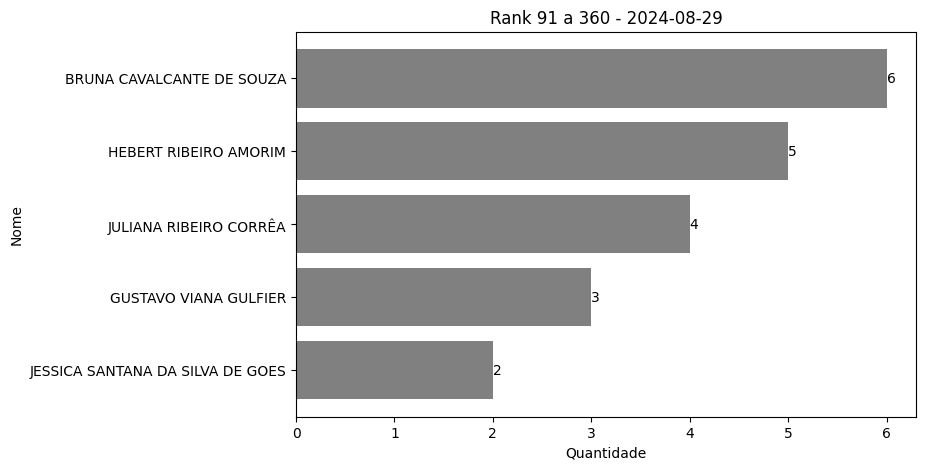 Rank 91 a 360 - 2024-08-29
Nome
BRUNA CAVALCANTE DE SOUZA
6
HEBERT RIBEIRO AMORIM
5
JULIANA RIBEIRO CORRÊA
4
GUSTAVO VIANA GULFIER
3
JESSICA SANTANA DA SILVA DE GOES
2
0 1 2 3 4 5 6
Quantidade